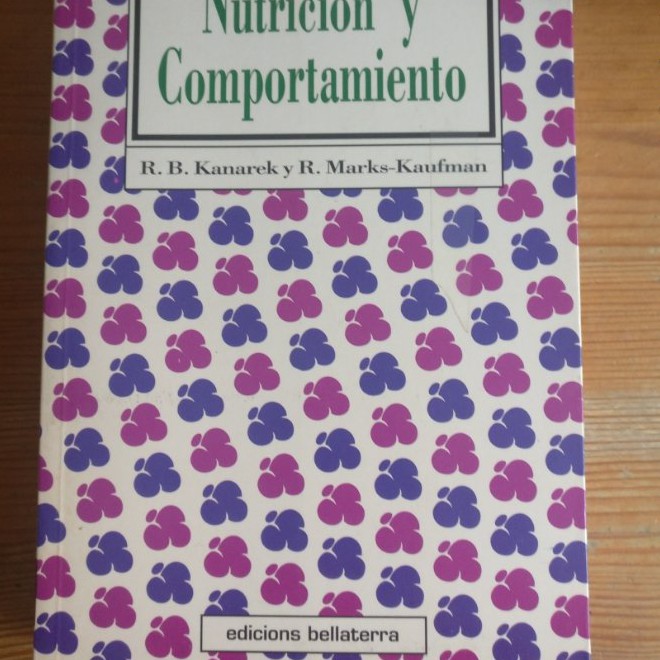 Nutrición y
Comportamiento
R. B. Kanarek y R. Marks-Kaufman
edicions bellaterra